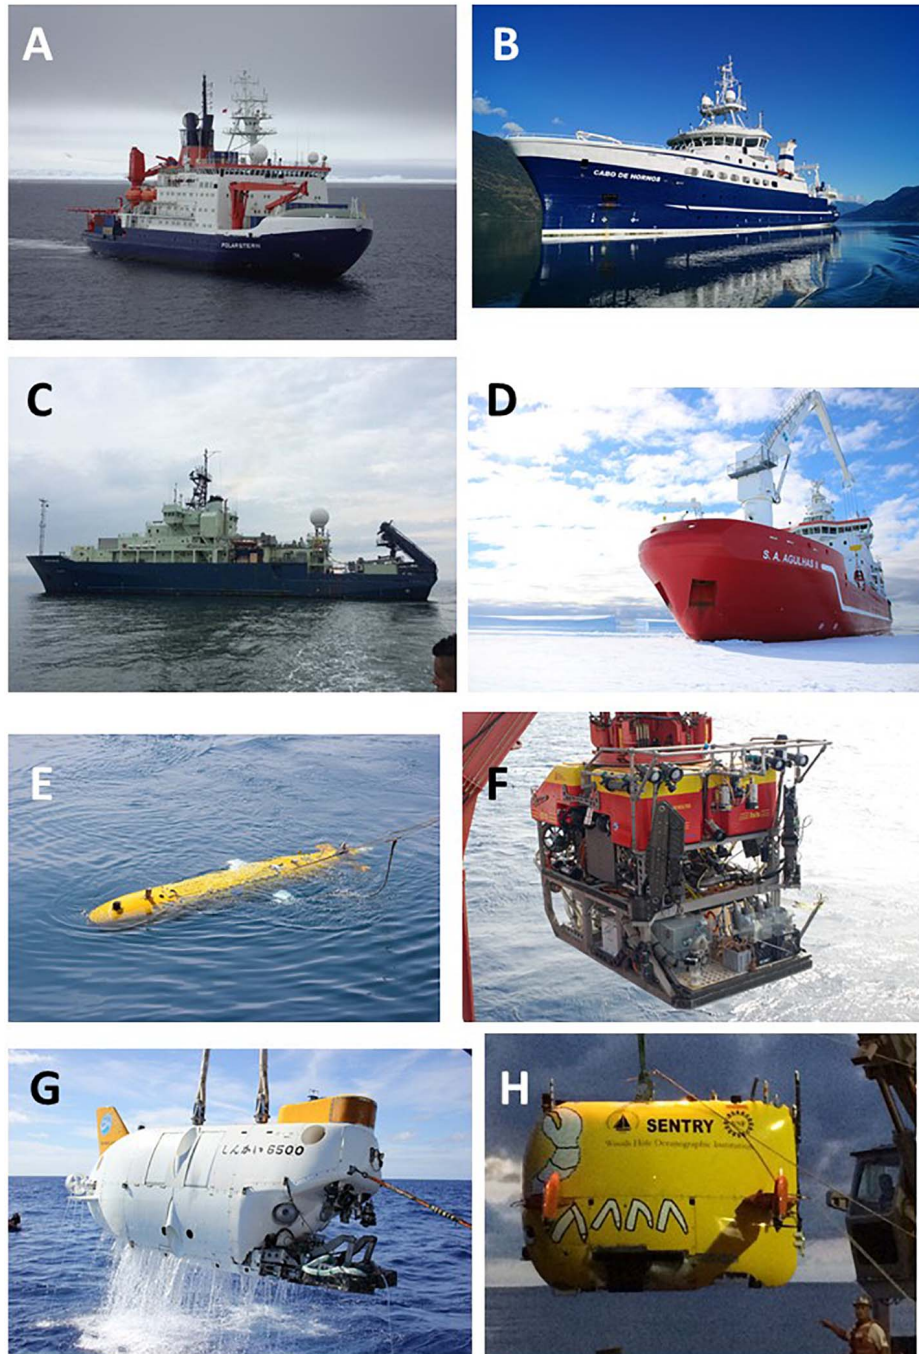 A
POLARSTERN
B
CABO DE HORNOS
C
D
S. A. AGULHAS II
E
F
G
しんかい6500
H
SENTRY
Woods Hole Oceanographic Institution